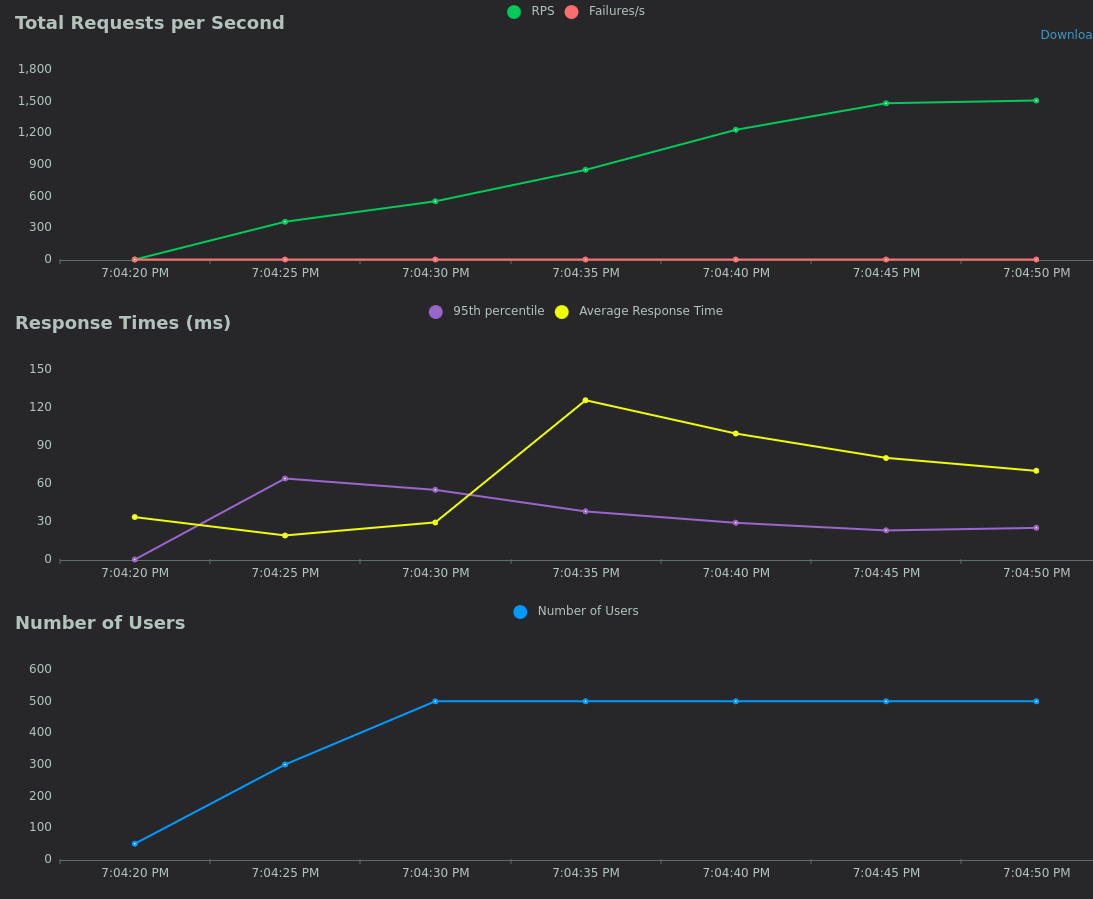 Total Requests per Second
RPS Failures/s
Downloa
1,800
1,500
1,200
900
600
300
0
7:04:20 PM 7:04:25 PM 7:04:30 PM 7:04:35 PM 7:04:40 PM 7:04:45 PM 7:04:50 PM
Response Times (ms)
95th percentile Average Response Time
150
120
90
60
30
0
7:04:20 PM 7:04:25 PM 7:04:30 PM 7:04:35 PM 7:04:40 PM 7:04:45 PM 7:04:50 PM
Number of Users
Number of Users
600
500
400
300
200
100
0
7:04:20 PM 7:04:25 PM 7:04:30 PM 7:04:35 PM 7:04:40 PM 7:04:45 PM 7:04:50 PM